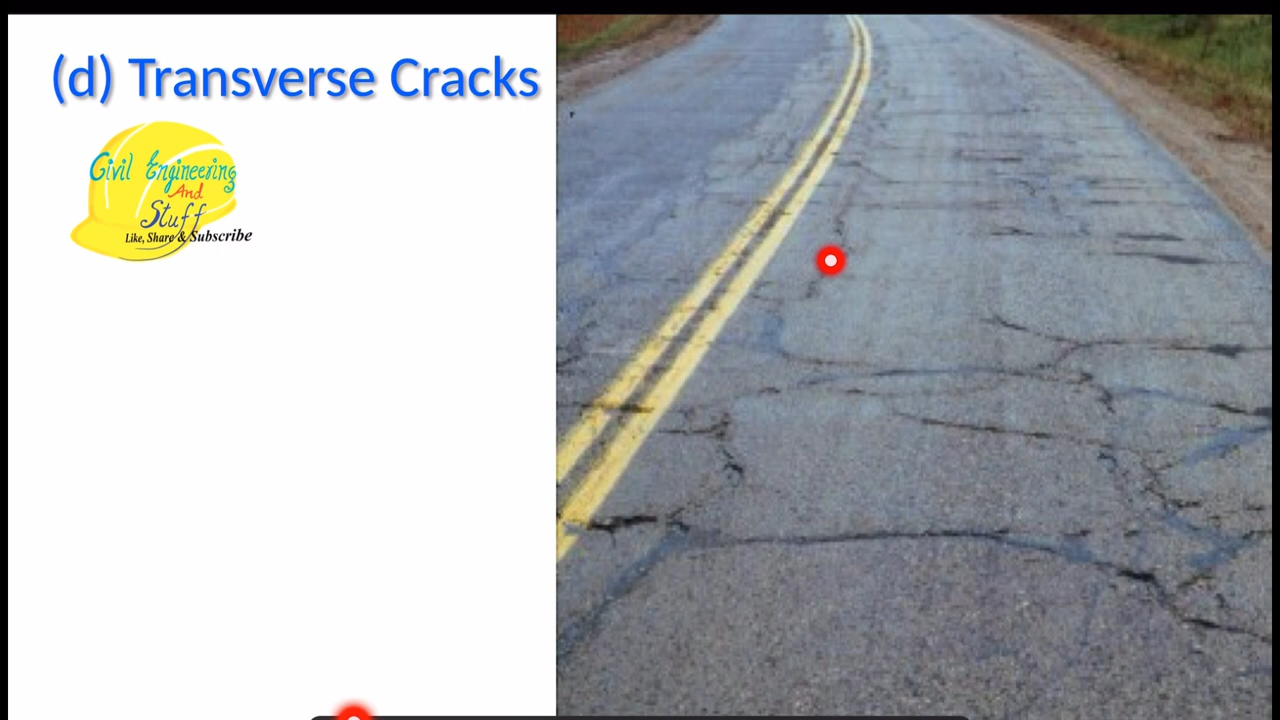 (d) Transverse Cracks
Civil Engineering
And
Stuff
Like, Share & Subscribe